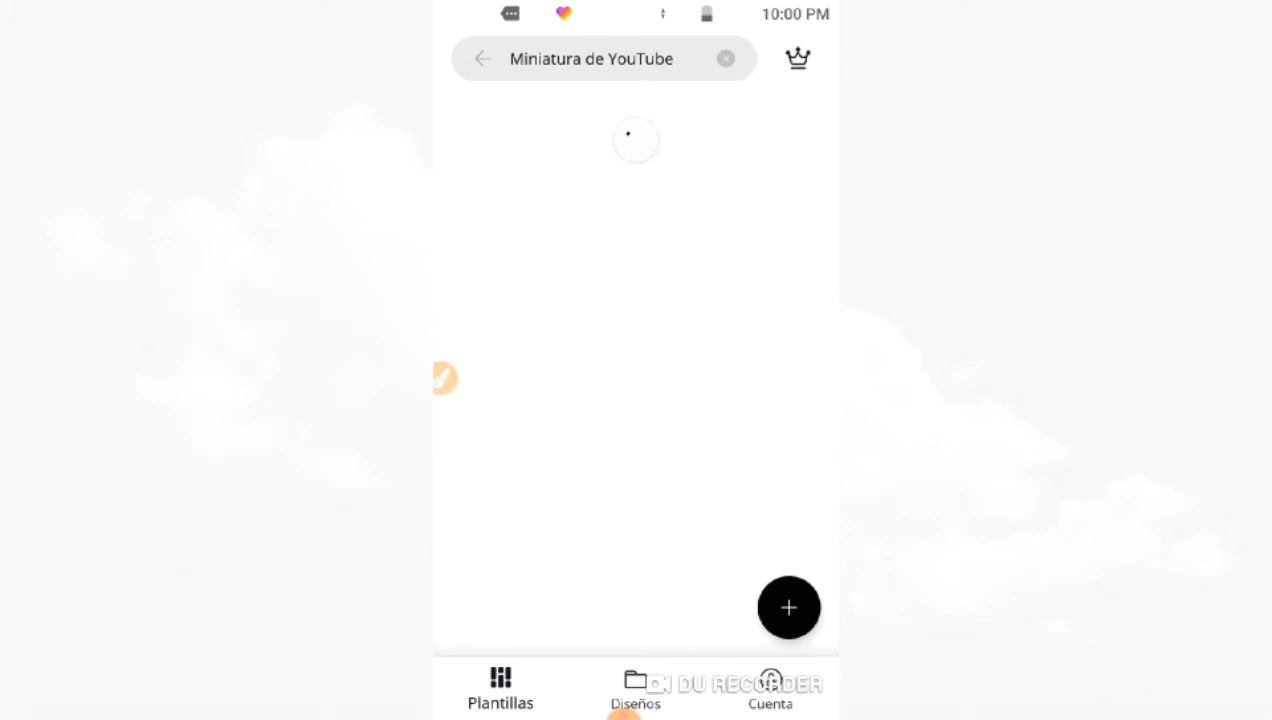 10:00 PM
Miniatura de YouTube
Plantillas
Diseños
Cuenta
DU RECORDER